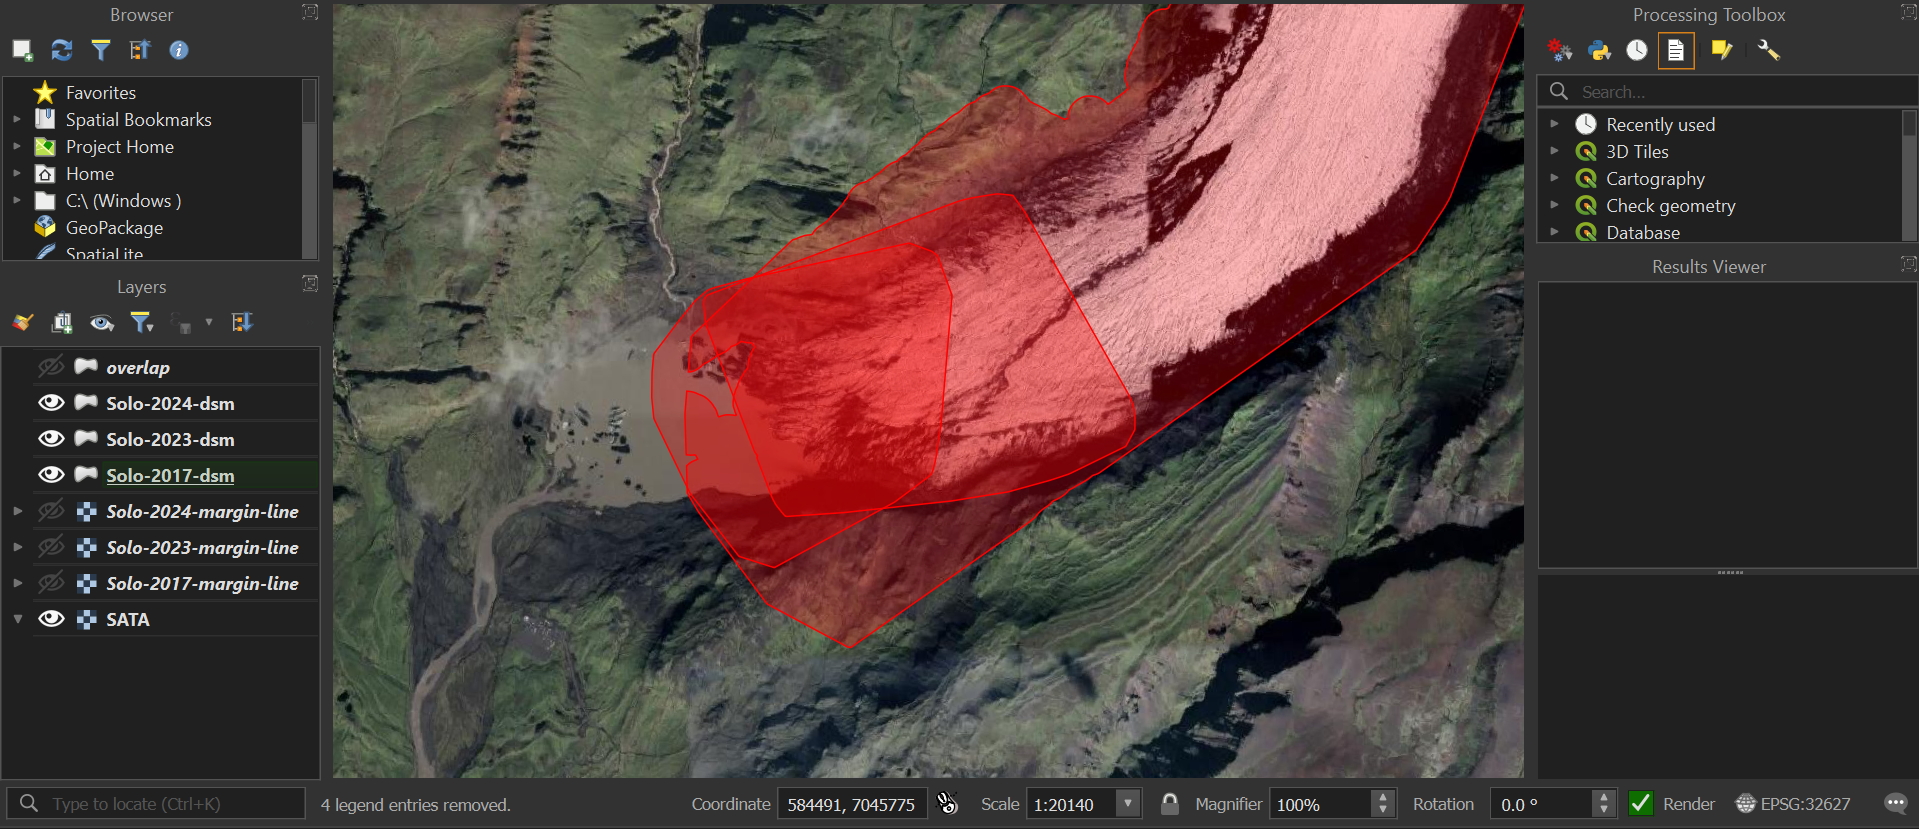 Browser
Favorites
Spatial Bookmarks
Project Home
Home
C:\ (Windows )
GeoPackage
SpatiaLite
Layers
overlap
Solo-2024-dsm
Solo-2023-dsm
Solo-2017-dsm
Solo-2024-margin-line
Solo-2023-margin-line
Solo-2017-margin-line
SATA
Processing Toolbox
Search...
Recently used
3D Tiles
Cartography
Check geometry
Database
Results Viewer
Type to locate (Ctrl+K) 4 legend entries removed. Coordinate 584491, 7045775 Scale 1:20140 Magnifier 100% Rotation 0.0 ° Render EPSG:32627